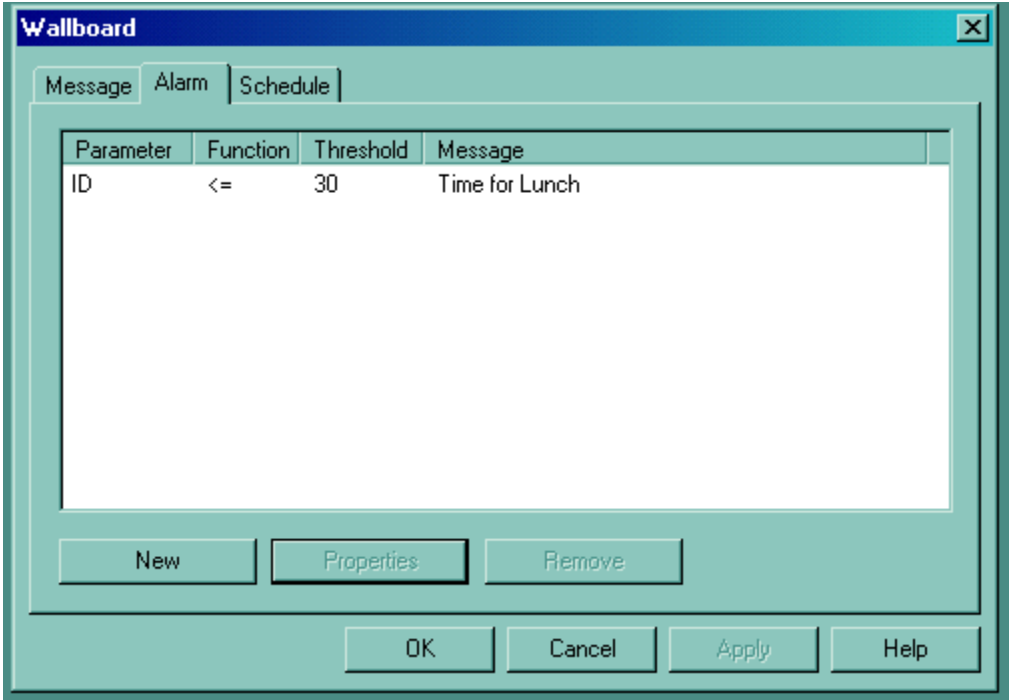 Wallboard
Message Alarm Schedule
Parameter Function Threshold Message
ID <= 30 Time for Lunch
New Properties Remove
OK Cancel Apply Help